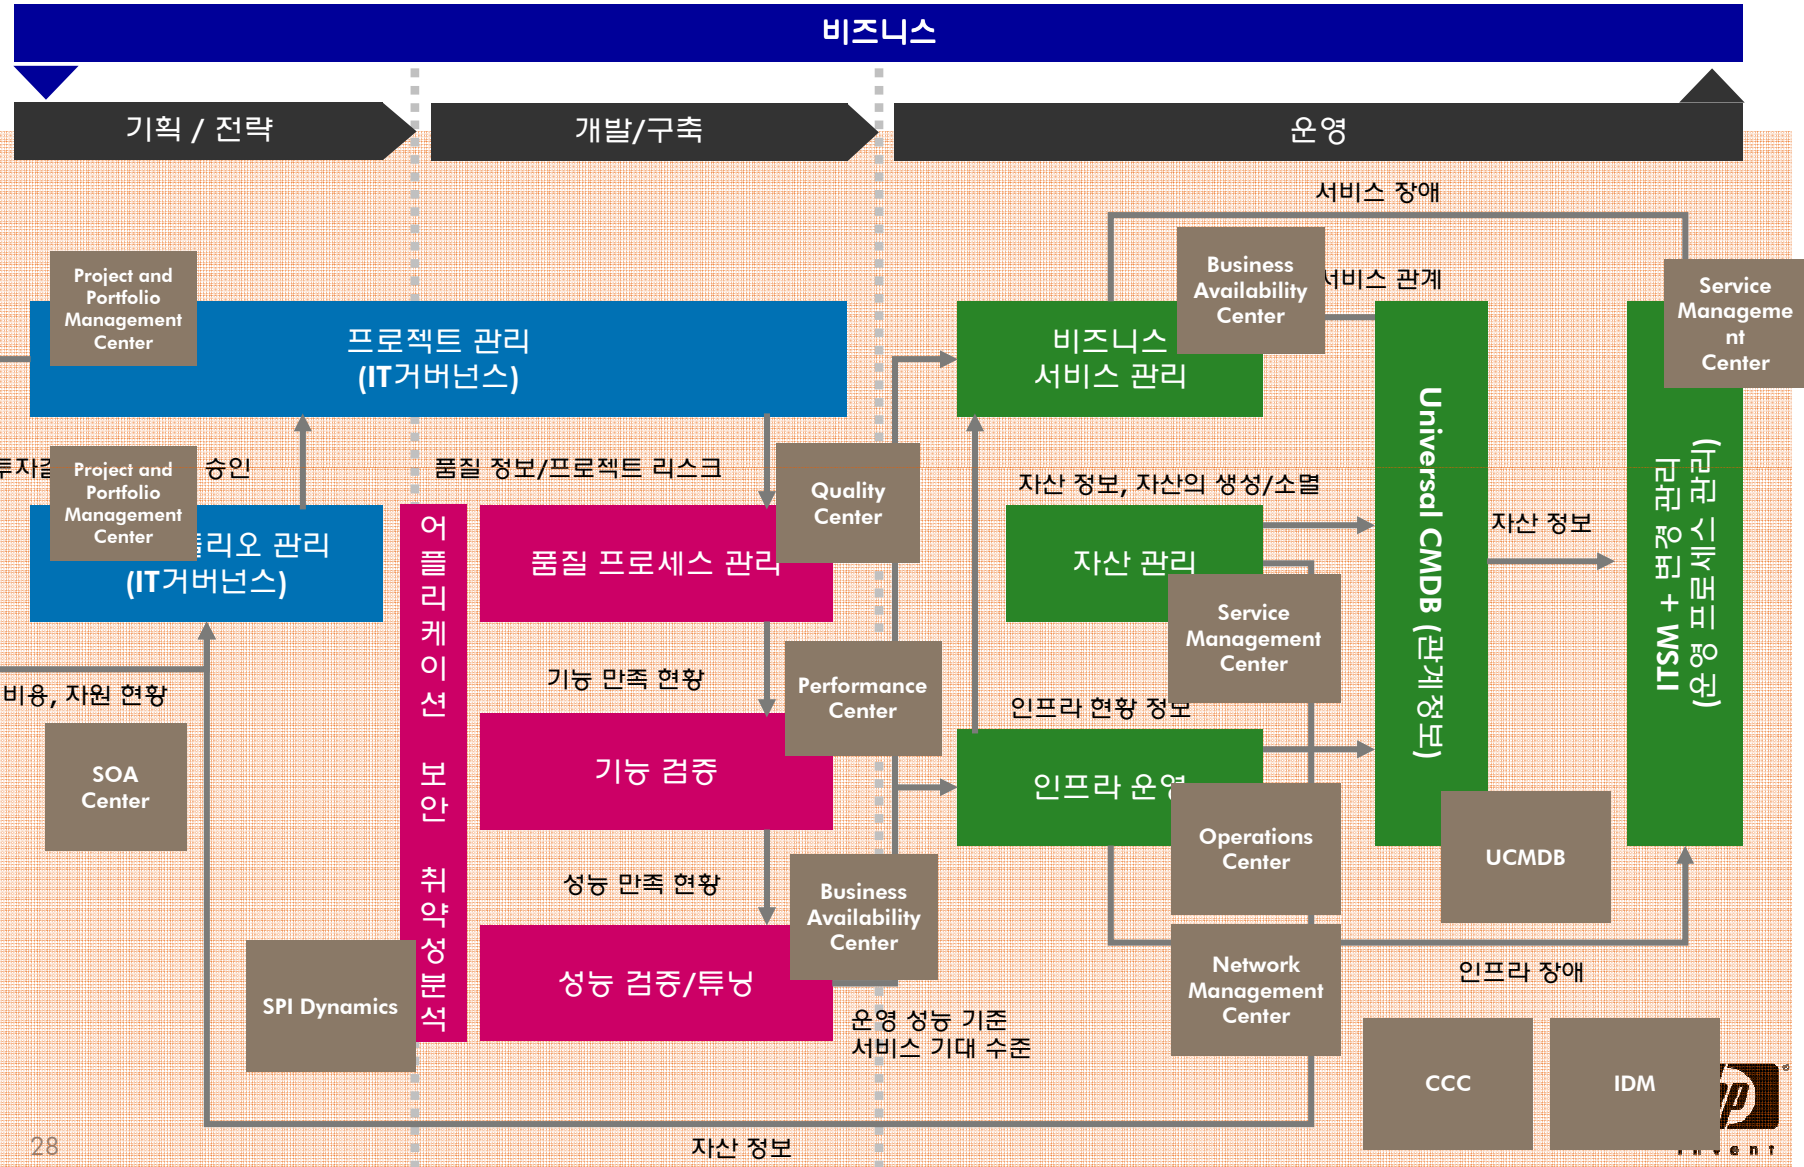 비즈니스
기획 / 전략
개발/구축
운영
서비스 장애
Project and
Portfolio
Management
Center
프로젝트 관리
(IT거버넌스)
Business
Availability
Center
서비스 관계
Service
Manageme
nt
Center
비즈니스
서비스 관리
승인
Project and
Portfolio
Management
Center
리오 관리
(IT거버넌스)
품질 정보/프로젝트 리스크
Quality
Center
품질 프로세스 관리
어플리케이션 보안 취약성분석
자산 정보, 자산의 생성/소멸
자산 관리
Service
Management
Center
Universal CMDB (관계정보)
자산 정보
ITSM + 변경 관리
(운영 프로세스 관리)
비용, 자원 현황
기능 만족 현황
Performance
Center
인프라 현황 정보
SOA
Center
기능 검증
인프라 운영
Operations
Center
UCMDB
성능 만족 현황
Business
Availability
Center
SPI Dynamics
성능 검증/튜닝
Network
Management
Center
인프라 장애
운영 성능 기준
서비스 기대 수준
CCC
IDM
hp
invent
28
자산 정보